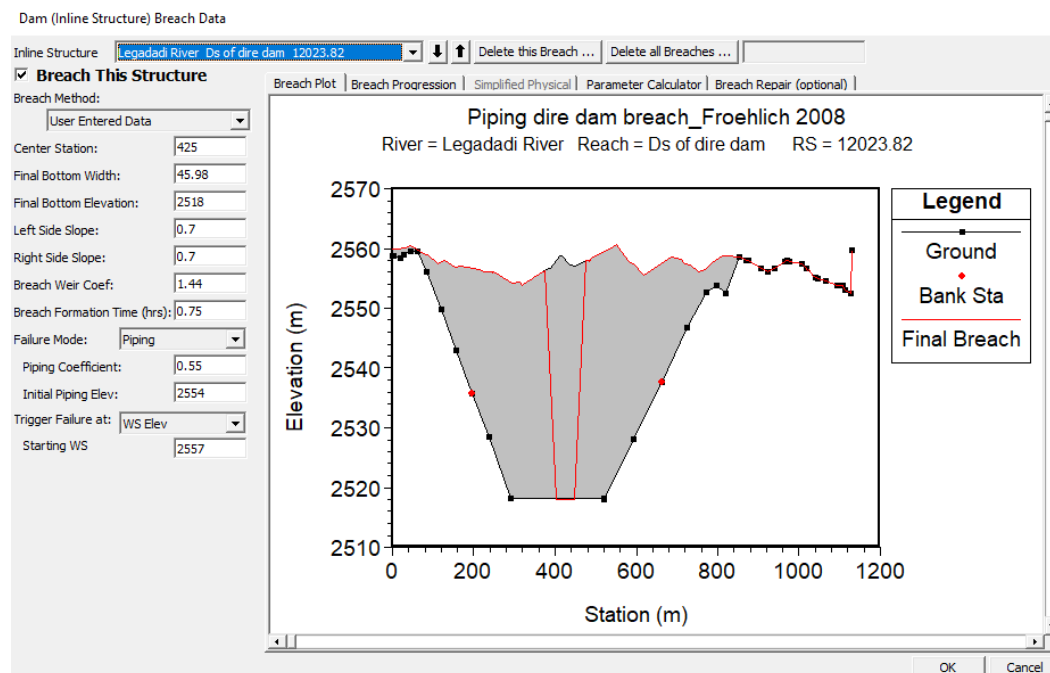 Dam (Inline Structure) Breach Data
Inline Structure Legadadi River Ds of dire dam 12023.82 Delete this Breach ... Delete all Breaches ...
Breach This Structure
Breach Method:
User Entered Data
Center Station: 425
Final Bottom Width: 45.98
Final Bottom Elevation: 2518
Left Side Slope: 0.7
Right Side Slope: 0.7
Breach Weir Coef: 1.44
Breach Formation Time (hrs): 0.75
Failure Mode: Piping
Piping Coefficient: 0.55
Initial Piping Elev: 2554
Trigger Failure at: WS Elev
Starting WS 2557
Breach Plot Breach Progression Simplified Physical Parameter Calculator Breach Repair (optional)
Piping dire dam breach_Froehlich 2008
River = Legadadi River Reach = Ds of dire dam RS = 12023.82
Elevation (m)
2570
2560
2550
2540
2530
2520
2510
0 200 400 600 800 1000 1200
Station (m)
Legend
Ground
Bank Sta
Final Breach
OK Cancel